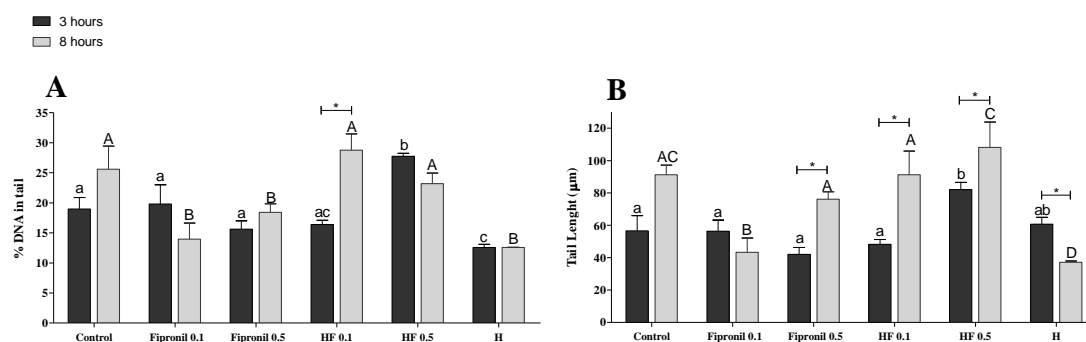 3 hours
8 hours
A
B
% DNA in tail
35
30
25
20
15
10
5
0
a
A
a
B
a
B
ac
*
A
b
A
c
B
Control
Fipronil 0.1
Fipronil 0.5
HF 0.1
HF 0.5
H
Tail Lenght (µm)
120
100
80
60
40
20
0
a
AC
a
B
a
*
A
a
*
A
b
*
C
ab
*
D
Control
Fipronil 0.1
Fipronil 0.5
HF 0.1
HF 0.5
H